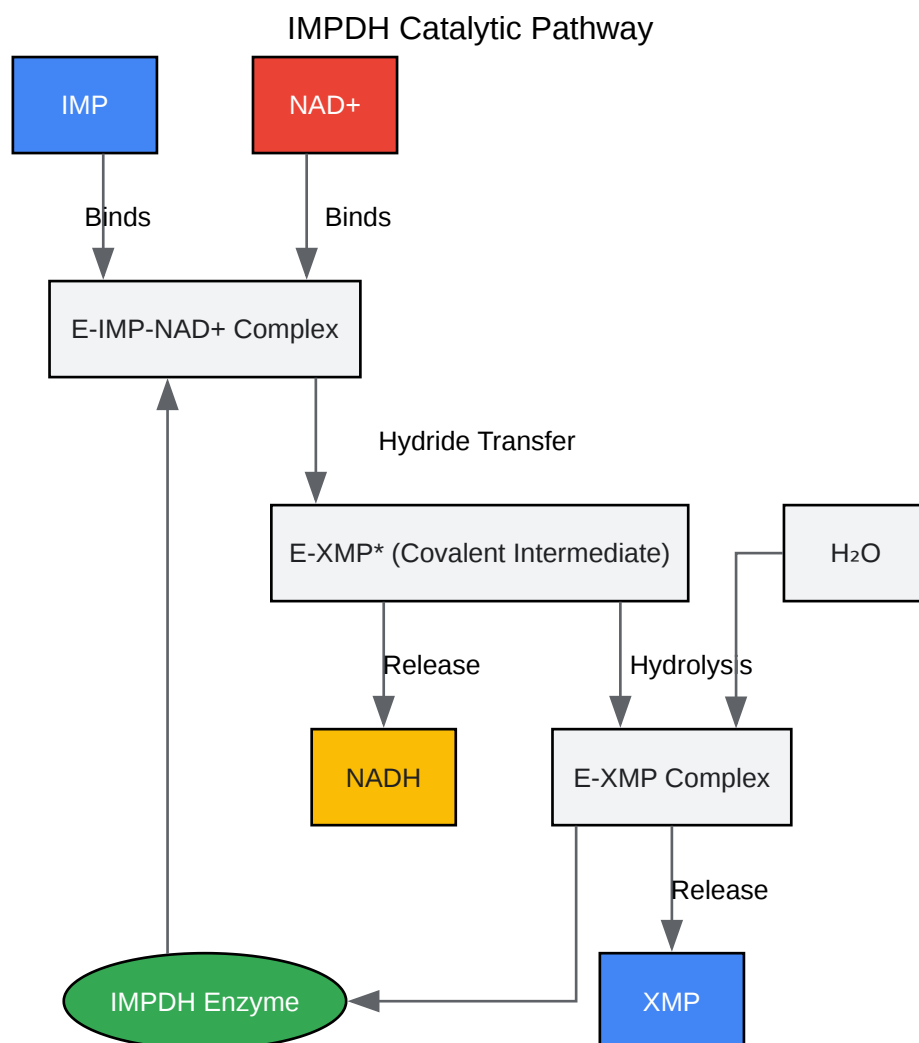 IMPDH Catalytic Pathway
IMP
NAD+
Binds
Binds
E-IMP-NAD+ Complex
Hydride Transfer
E-XMP* (Covalent Intermediate)
H₂O
Release
Hydrolysis
NADH
E-XMP Complex
Release
IMPDH Enzyme
XMP